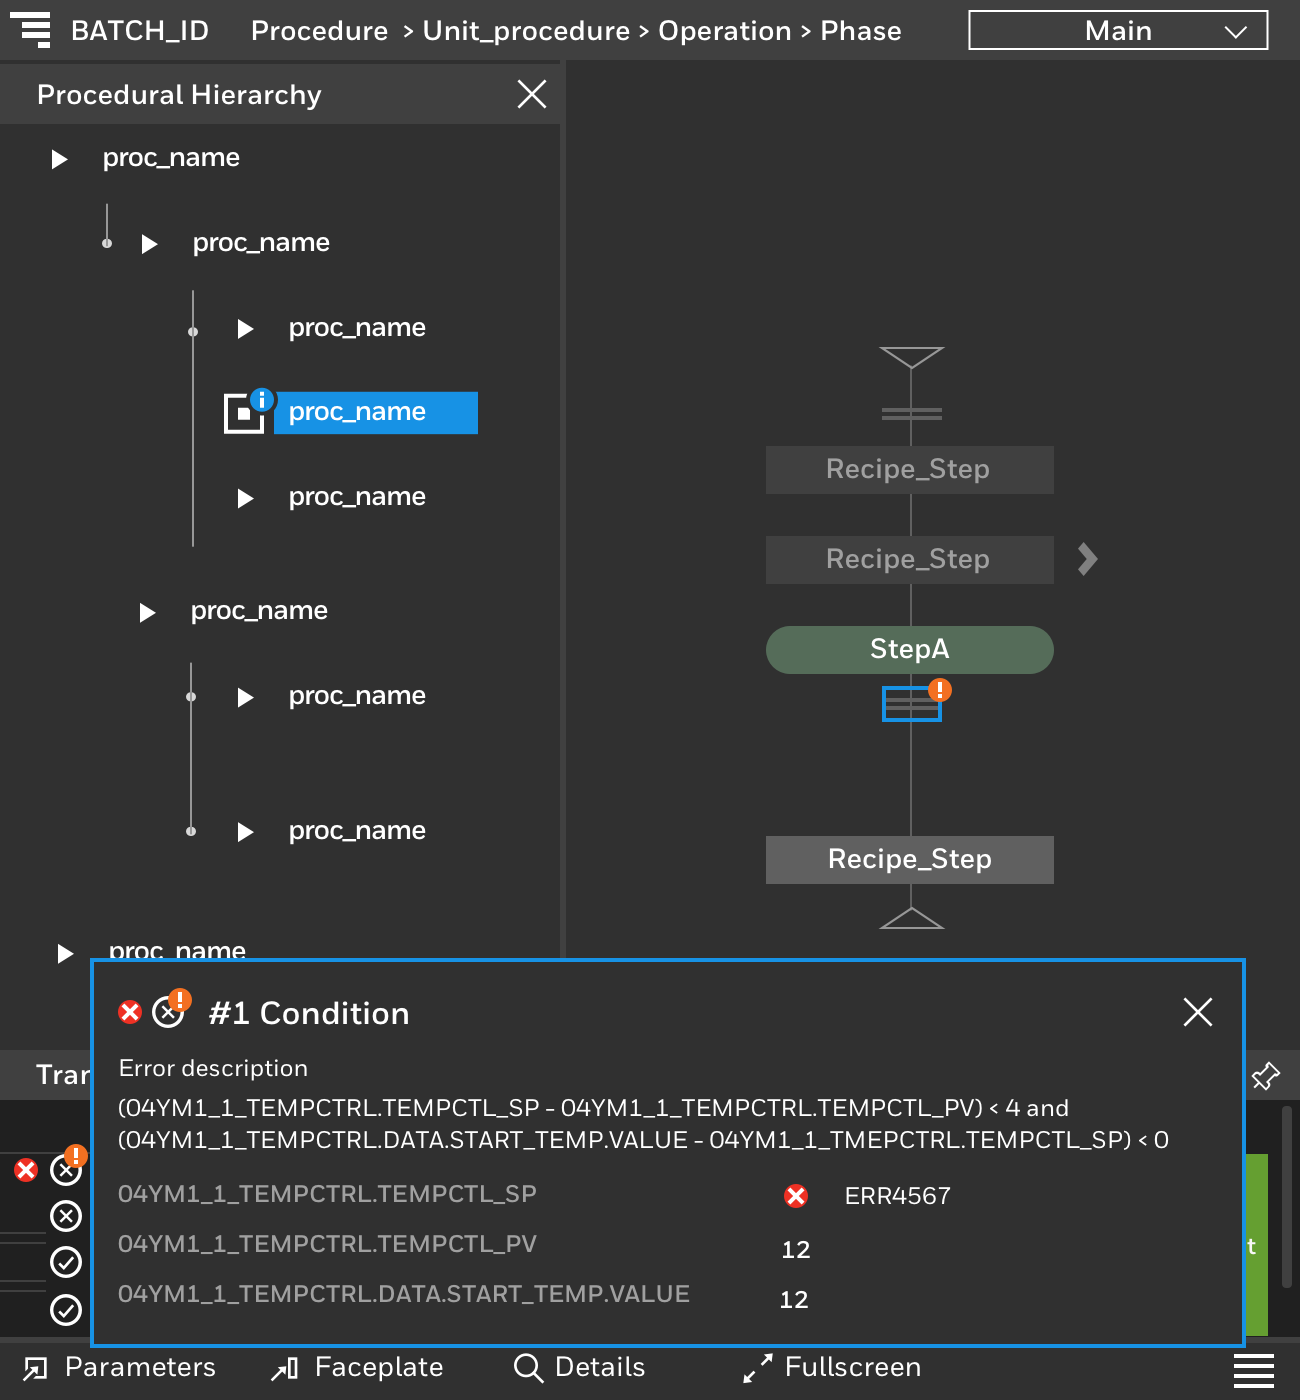 BATCH_ID Procedure > Unit_procedure > Operation > Phase Main
Procedural Hierarchy
proc_name
proc_name
proc_name
proc_name
proc_name
proc_name
proc_name
proc_name
proc_name
Recipe_Step
Recipe_Step
StepA
Recipe_Step
#1 Condition
Error description
(04YM1_1_TEMPCTRL.TEMPCTL_SP - 04YM1_1_TEMPCTRL.TEMPCTL_PV) < 4 and
(04YM1_1_TEMPCTRL.DATA.START_TEMP.VALUE - 04YM1_1_TMEPCTRL.TEMPCTL_SP) < 0
04YM1_1_TEMPCTRL.TEMPCTL_SP ERR4567
04YM1_1_TEMPCTRL.TEMPCTL_PV 12
04YM1_1_TEMPCTRL.DATA.START_TEMP.VALUE 12
Parameters Faceplate Details Fullscreen